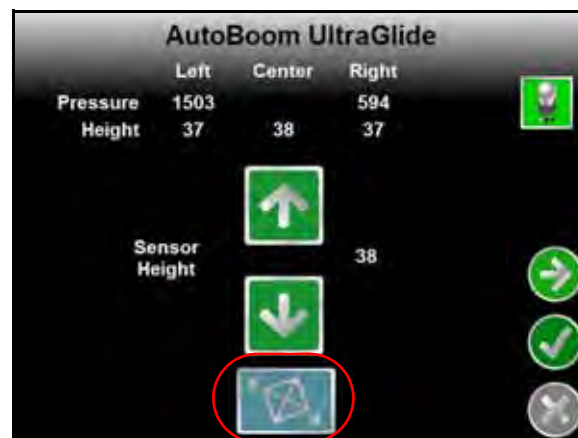 AutoBoom UltraGlide
Left Center Right
Pressure 1503 594
Height 37 38 37
Sensor
Height
38